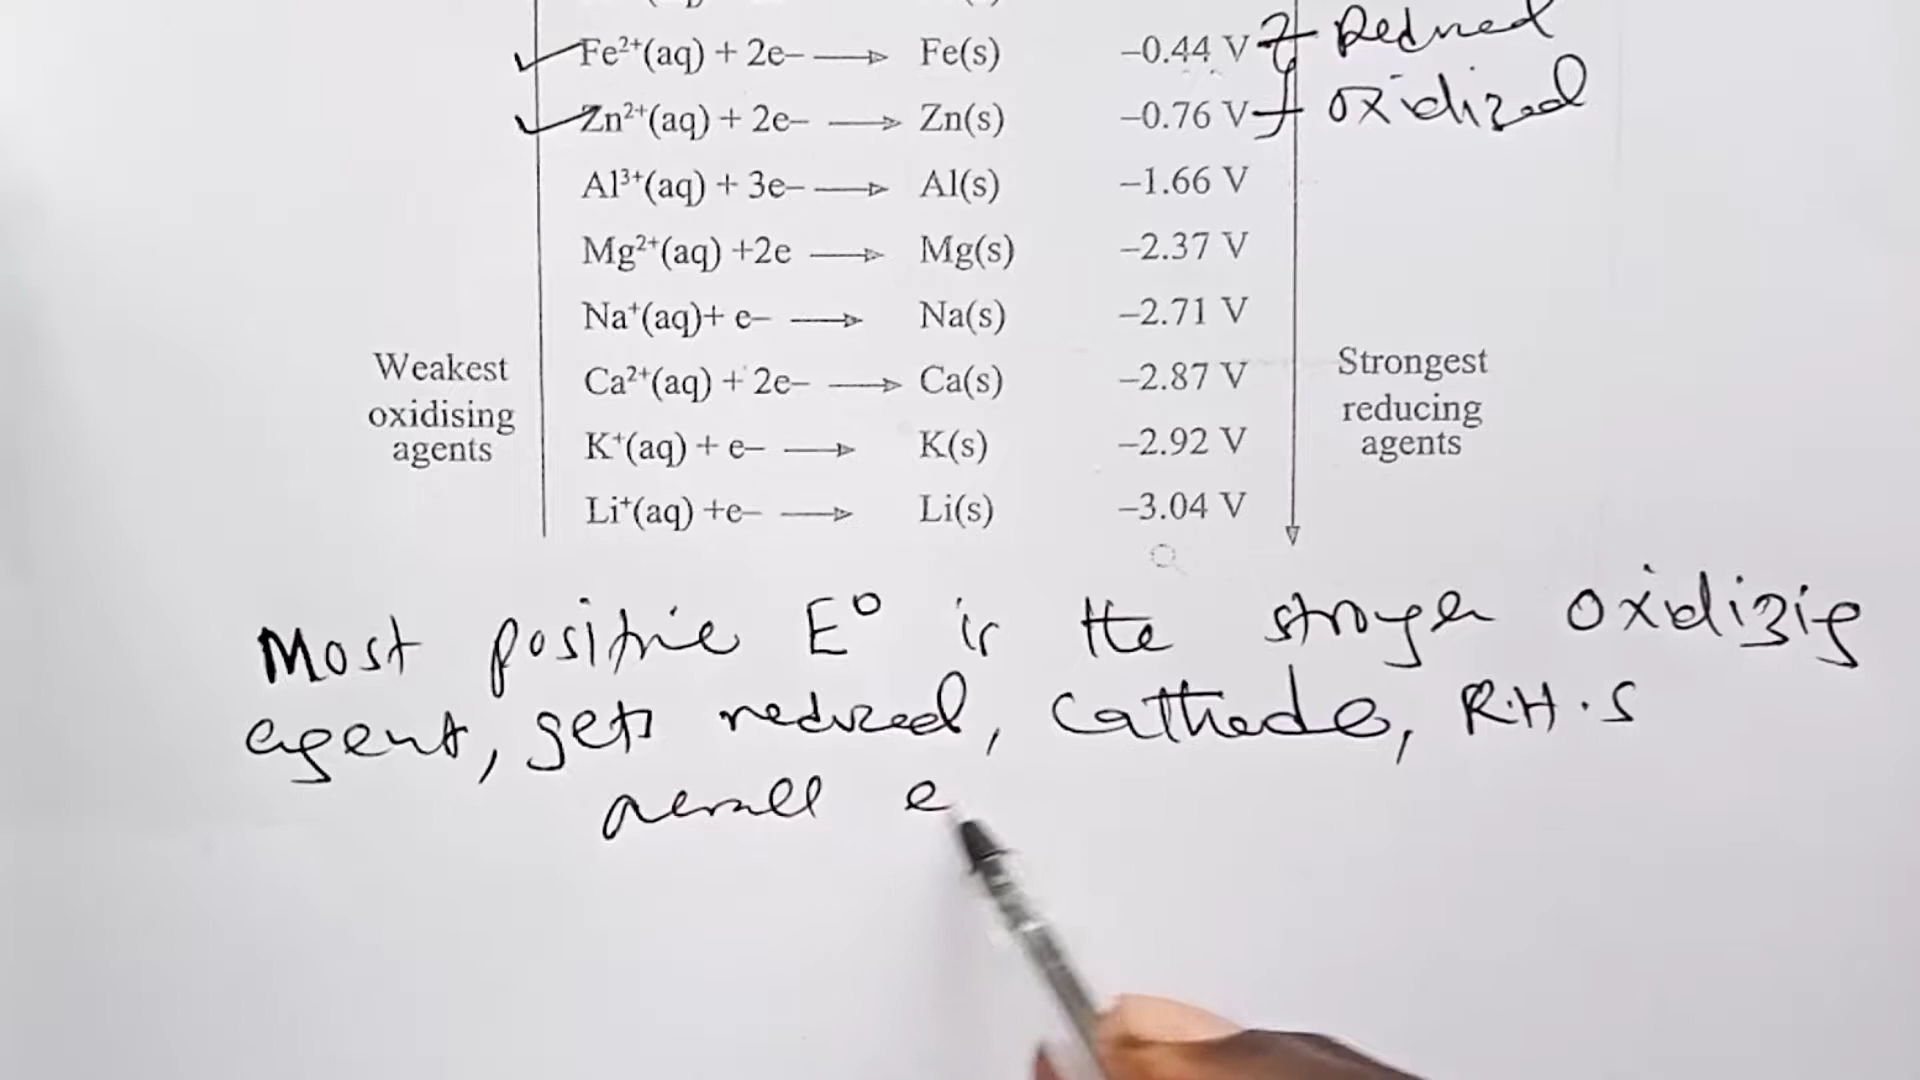 Fe²⁺(aq) + 2e– → Fe(s) –0.44 V Reduced
Zn²⁺(aq) + 2e– → Zn(s) –0.76 V oxidized
Al³⁺(aq) + 3e– → Al(s) –1.66 V
Mg²⁺(aq) +2e → Mg(s) –2.37 V
Na⁺(aq)+ e– → Na(s) –2.71 V
Weakest oxidising agents
Ca²⁺(aq) + 2e– → Ca(s) –2.87 V
Strongest reducing agents
K⁺(aq) + e– → K(s) –2.92 V
Li⁺(aq) +e– → Li(s) –3.04 V
Most positive E° is the stronger oxidizig
agent, gets reduced, cathode, R.H.S
overall e